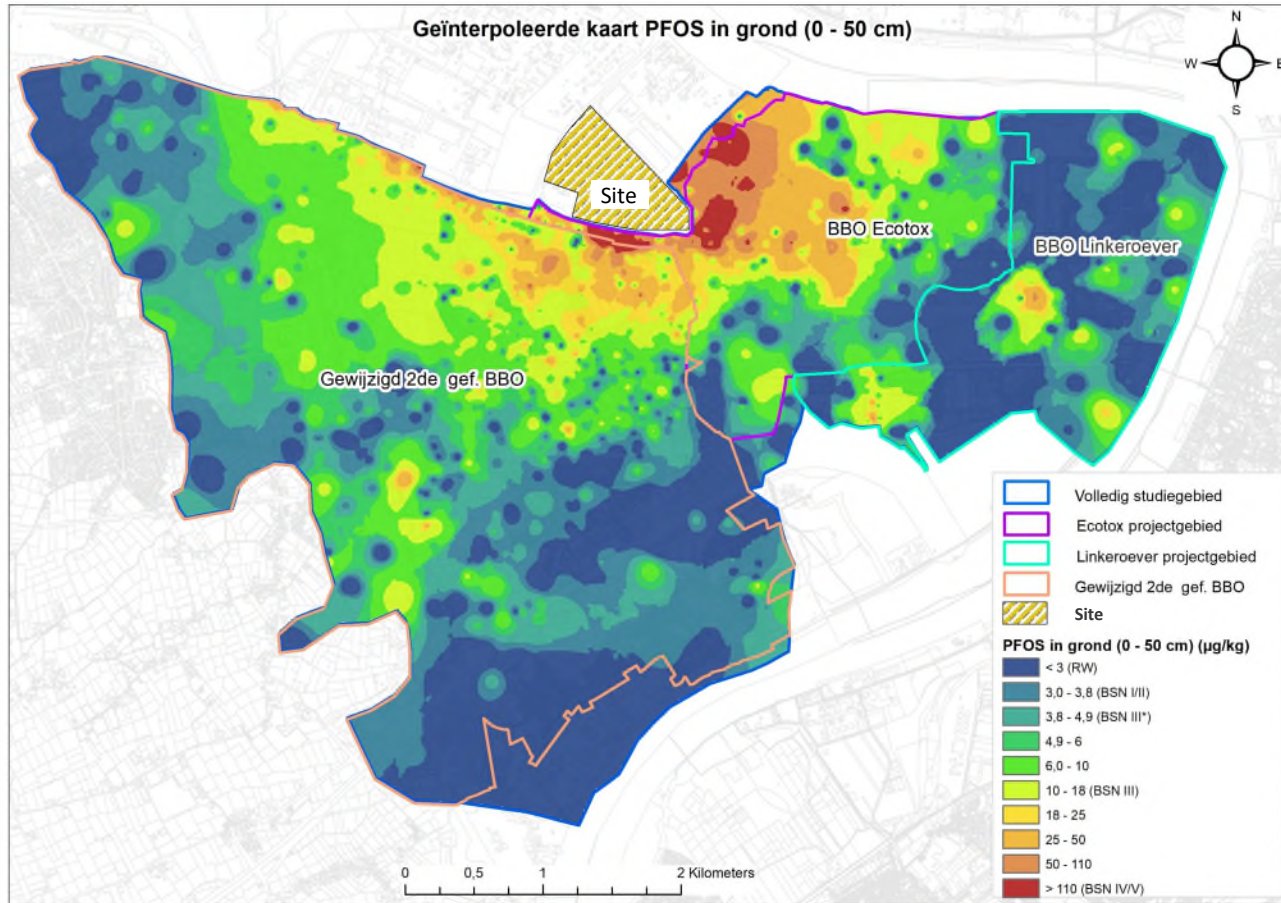 Geïnterpoleerde kaart PFOS in grond (0 - 50 cm)
N
W
E
S
Site
BBO Ecotox
BBO Linkeroever
Gewijzigd 2de gef. BBO
Volledig studiegebied
Ecotox projectgebied
Linkeroever projectgebied
Gewijzigd 2de gef. BBO
Site
PFOS in grond (0 - 50 cm) (µg/kg)
< 3 (RW)
3,0 - 3,8 (BSN I/II)
3,8 - 4,9 (BSN III*)
4,9 - 6
6,0 - 10
10 - 18 (BSN III)
18 - 25
25 - 50
50 - 110
> 110 (BSN IV/V)
0 0,5 1 2 Kilometers